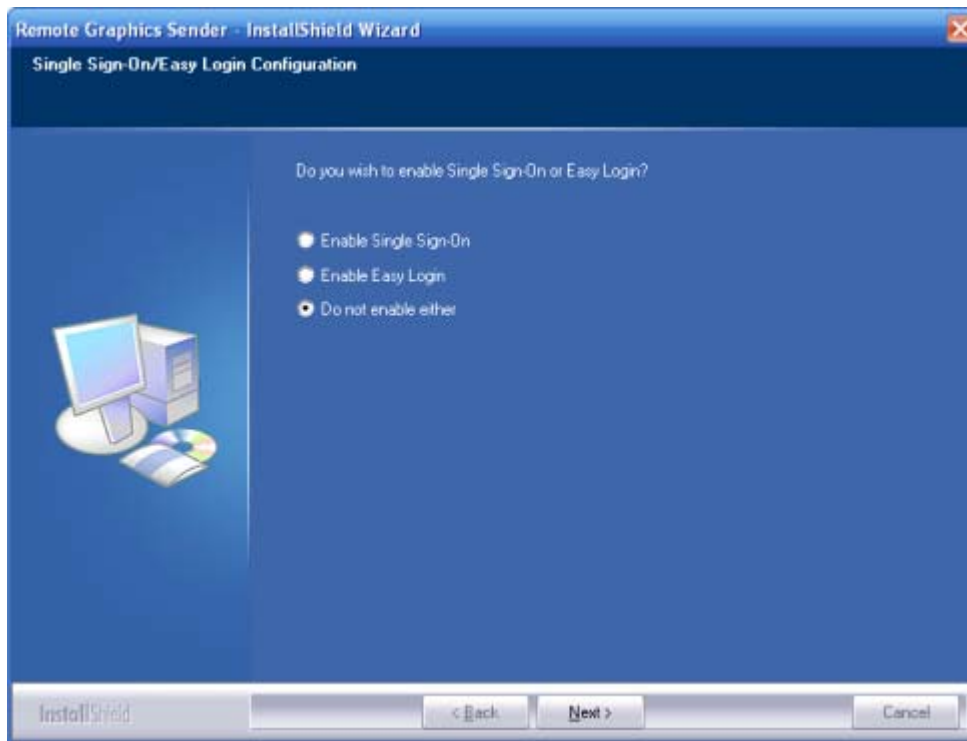 Remote Graphics Sender - InstallShield Wizard
Single Sign-On/Easy Login Configuration
Do you wish to enable Single Sign-On or Easy Login?
Enable Single Sign-On
Enable Easy Login
Do not enable either
InstallShield
< Back
Next >
Cancel